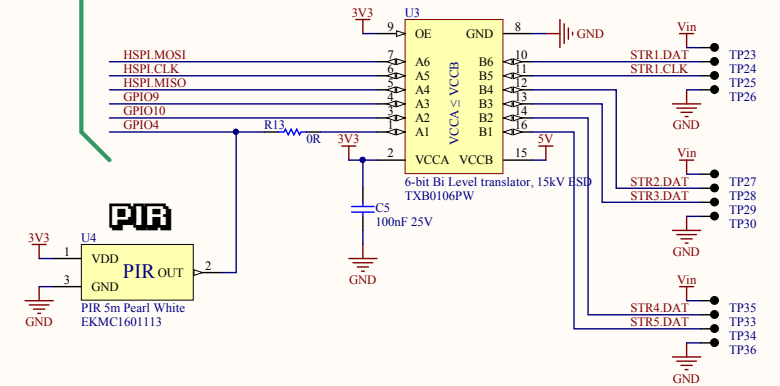 3V3
U3
9
OE
GND
8
GND
HSPI.MOSI
7
A6
B6
10
STR1.DAT
HSPI.CLK
6
A5
B5
11
STR1.CLK
HSPI.MISO
5
A4
B4
12
GPIO9
4
A3
B3
13
GPIO10
3
A2
B2
14
GPIO4
R13
0R
1
A1
B1
16
VCCA ≤ VCCB
3V3
2
VCCA
VCCB
15
5V
6-bit Bi Level translator, 15kV ESD
TXB0106PW
C5
100nF 25V
GND
Vin
TP23
TP24
TP25
TP26
GND
Vin
STR2.DAT
TP27
STR3.DAT
TP28
TP29
TP30
GND
Vin
TP35
STR4.DAT
TP33
STR5.DAT
TP34
TP36
GND
PIR
U4
3V3
1
VDD
PIR
OUT
2
3
GND
GND
PIR 5m Pearl White
EKMC1601113